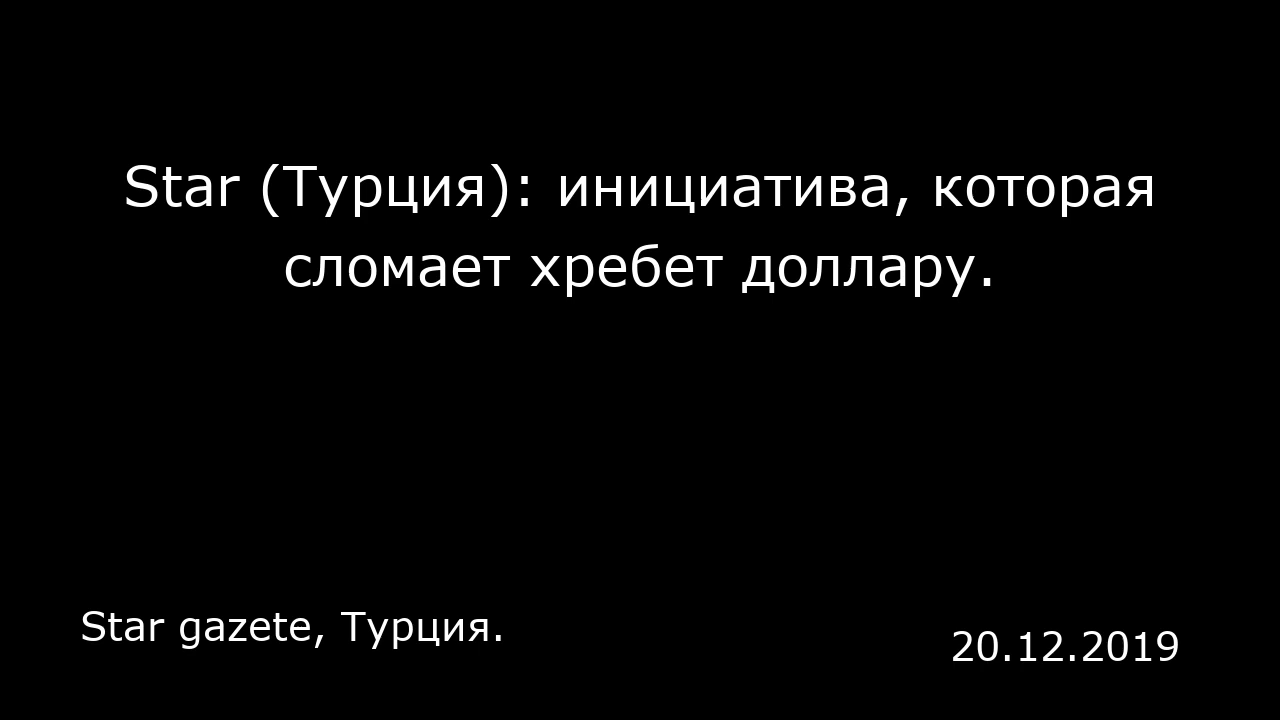 Star (Турция): инициатива, которая
сломает хребет доллару.
Star gazete, Турция.
20.12.2019